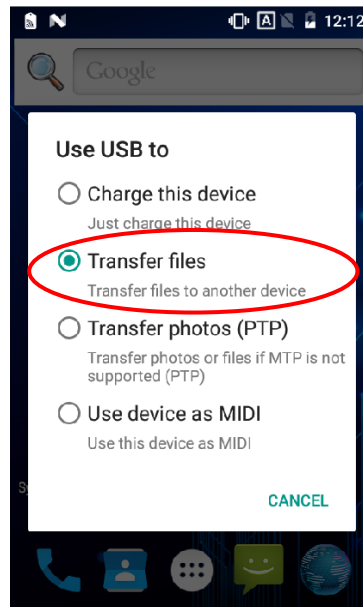 A 12:12
Google
Use USB to
Charge this device
Just charge this device
Transfer files
Transfer files to another device
Transfer photos (PTP)
Transfer photos or files if MTP is not
supported (PTP)
Use device as MIDI
Use this device as MIDI
CANCEL